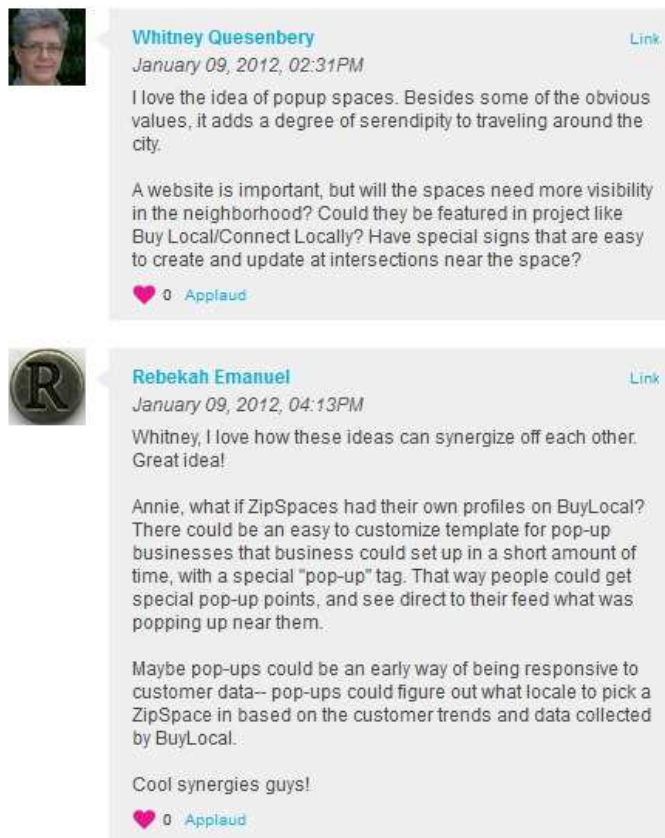 Whitney Quesenbery Link
January 09, 2012, 02:31PM
I love the idea of popup spaces. Besides some of the obvious
values, it adds a degree of serendipity to traveling around the
city.
A website is important, but will the spaces need more visibility
in the neighborhood? Could they be featured in project like
Buy Local/Connect Locally? Have special signs that are easy
to create and update at intersections near the space?
0 Applaud
R
Rebekah Emanuel Link
January 09, 2012, 04:13PM
Whitney, I love how these ideas can synergize off each other.
Great idea!
Annie, what if ZipSpaces had their own profiles on BuyLocal?
There could be an easy to customize template for pop-up
businesses that business could set up in a short amount of
time, with a special "pop-up" tag. That way people could get
special pop-up points, and see direct to their feed what was
popping up near them.
Maybe pop-ups could be an early way of being responsive to
customer data-- pop-ups could figure out what locale to pick a
ZipSpace in based on the customer trends and data collected
by BuyLocal.
Cool synergies guys!
0 Applaud